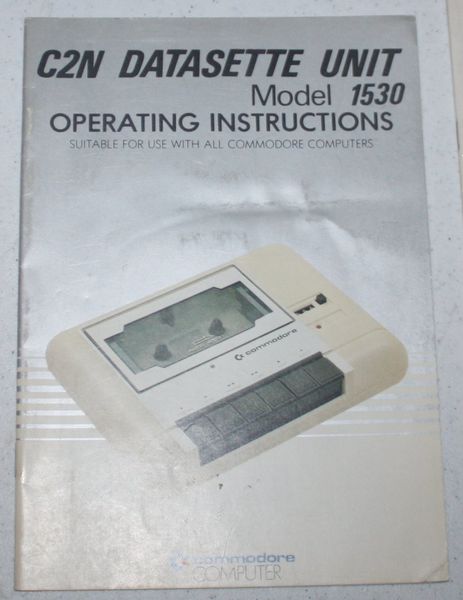 C2N DATASETTE UNIT
Model 1530
OPERATING INSTRUCTIONS
SUITABLE FOR USE WITH ALL COMMODORE COMPUTERS
commodore
commodore
COMPUTER